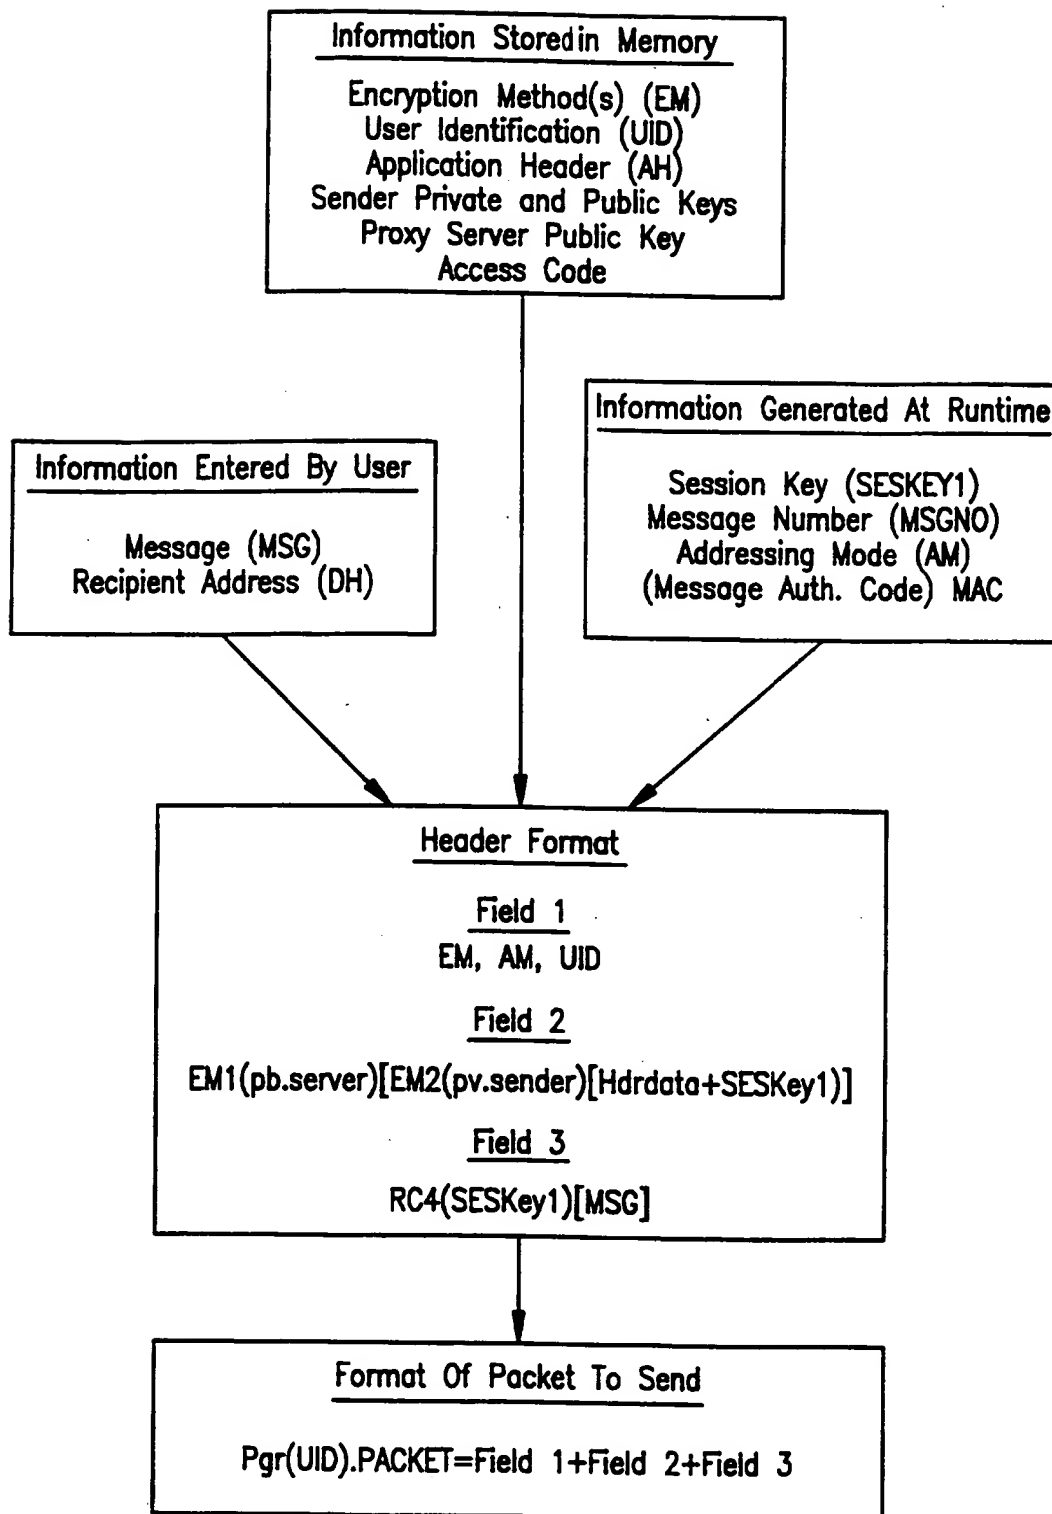 Information Storedin Memory
Encryption Method(s) (EM)
User Identification (UID)
Application Header (AH)
Sender Private and Public Keys
Proxy Server Public Key
Access Code
Information Entered By User
Message (MSG)
Recipient Address (DH)
Information Generated At Runtime
Session Key (SESKEY1)
Message Number (MSGNO)
Addressing Mode (AM)
(Message Auth. Code) MAC
Header Format
Field 1
EM, AM, UID
Field 2
EM1(pb.server)[EM2(pv.sender)[Hdrdata+SESKey1)]
Field 3
RC4(SESKey1)[MSG]
Format Of Packet To Send
Pgr(UID).PACKET=Field 1+Field 2+Field 3